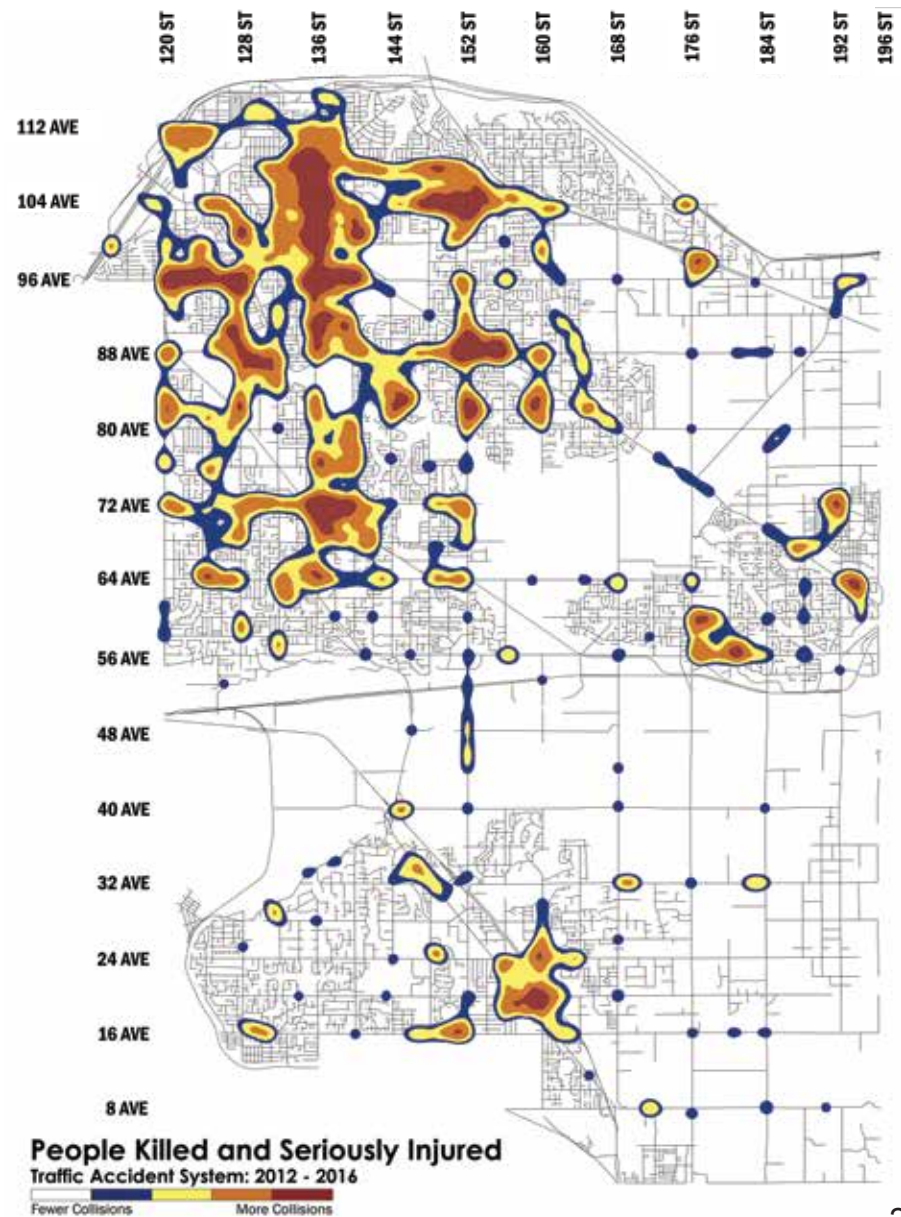 120 ST
128 ST
136 ST
144 ST
152 ST
160 ST
168 ST
176 ST
184 ST
192 ST
196 ST
112 AVE
104 AVE
96 AVE
88 AVE
80 AVE
72 AVE
64 AVE
56 AVE
48 AVE
40 AVE
32 AVE
24 AVE
16 AVE
8 AVE
People Killed and Seriously Injured
Traffic Accident System: 2012 - 2016
Fewer Collisions More Collisions